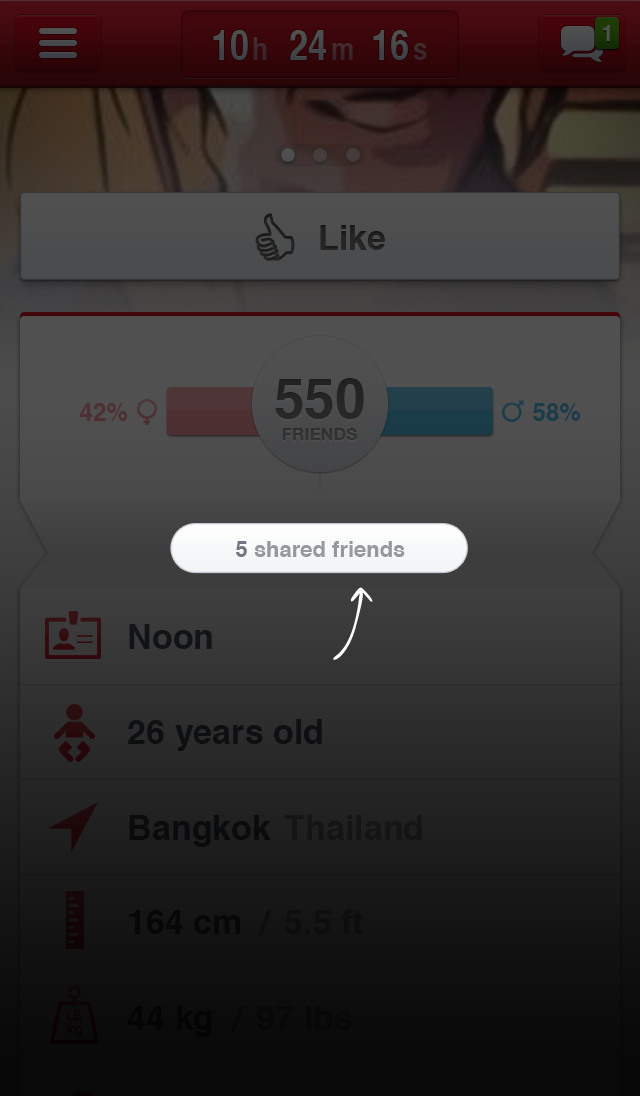 10h 24m 16s
1
Like
42% ♀ 550 ♂ 58%
FRIENDS
5 shared friends
Noon
26 years old
Bangkok Thailand
164 cm / 5.5 ft
LB
kg
44 kg / 97 lbs